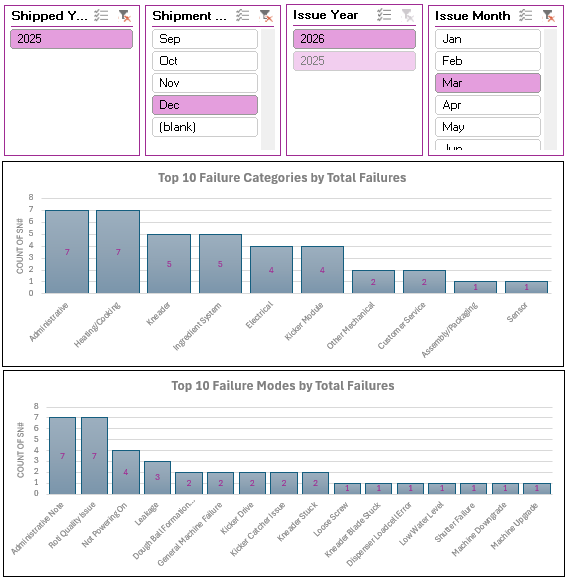 Shipped Y...
Shipment ...
Issue Year
Issue Month
2025
Sep
Oct
Nov
Dec
(blank)
2026
2025
Jan
Feb
Mar
Apr
May
Jun
Top 10 Failure Categories by Total Failures
COUNT OF SN#
8
7
6
5
4
3
2
1
0
7
7
5
5
4
4
2
2
1
1
Administrative
Heating/Cooking
Kneader
Ingredient System
Electrical
Kicker Module
Other Mechanical
Customer Service
Assembly/Packaging
Sensor
Top 10 Failure Modes by Total Failures
COUNT OF SN#
8
7
6
5
4
3
2
1
0
7
7
4
3
2
2
2
2
2
1
1
1
1
1
1
1
Administrative Note
Roti Quality Issue
Not Powering On
Leakage
Dough Ball Formation...
General Machine Failure
Kicker Drive
Kicker Catcher Issue
Kneader Stuck
Loose Screw
Kneader Blade Stuck
Dispenser Loadcell Error
Low Water Level
Shutter Failure
Machine Downgrade
Machine Upgrade